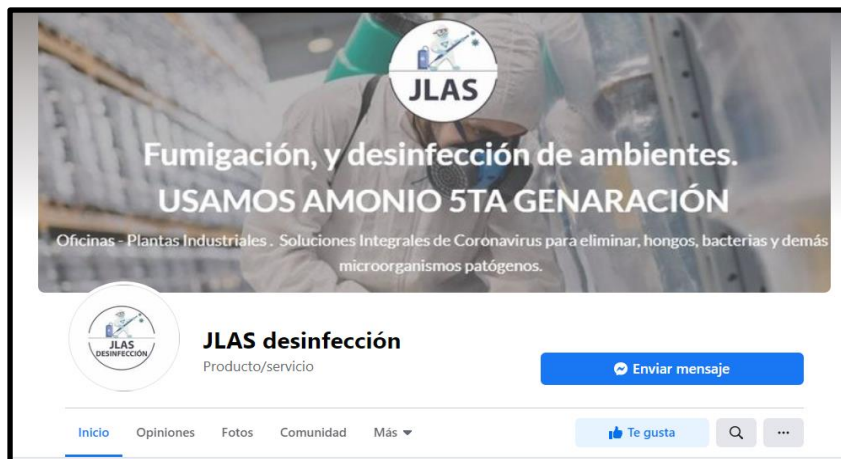 JLAS
Fumigación, y desinfección de ambientes.
USAMOS AMONIO 5TA GENARACIÓN
Oficinas - Plantas Industriales . Soluciones Integrales de Coronavirus para eliminar, hongos, bacterias y demás
microorganismos patógenos.
JLAS
DESINFECCIÓN
JLAS desinfección
Producto/servicio
Enviar mensaje
Inicio Opiniones Fotos Comunidad Más
Te gusta